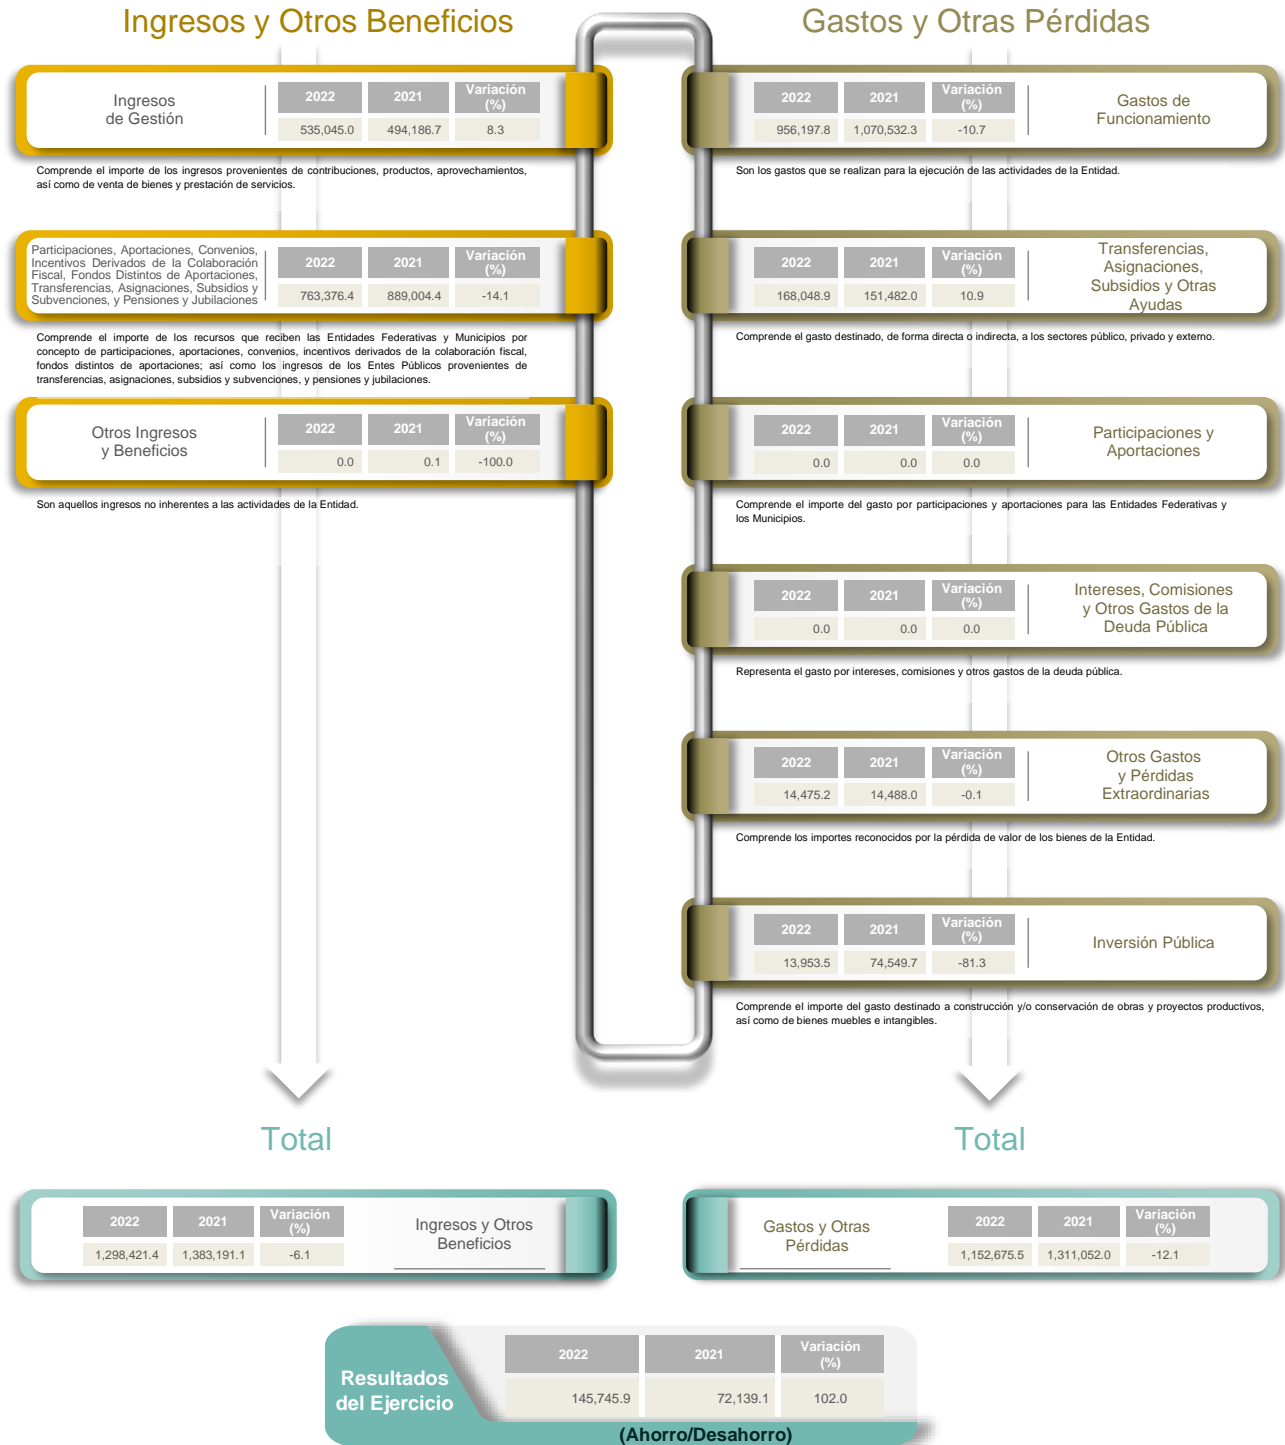 Ingresos y Otros Beneficios
Ingresos
de Gestión
2022 2021 Variación
(%)
535,045.0 494,186.7 8.3
Comprende el importe de los ingresos provenientes de contribuciones, productos, aprovechamientos,
así como de venta de bienes y prestación de servicios.
Participaciones, Aportaciones, Convenios,
Incentivos Derivados de la Colaboración
Fiscal, Fondos Distintos de Aportaciones,
Transferencias, Asignaciones, Subsidios y
Subvenciones, y Pensiones y Jubilaciones
2022 2021 Variación
(%)
763,376.4 889,004.4 -14.1
Comprende el importe de los recursos que reciben las Entidades Federativas y Municipios por
concepto de participaciones, aportaciones, convenios, incentivos derivados de la colaboración fiscal,
fondos distintos de aportaciones; así como los ingresos de los Entes Públicos provenientes de
transferencias, asignaciones, subsidios y subvenciones, y pensiones y jubilaciones.
Otros Ingresos
y Beneficios
2022 2021 Variación
(%)
0.0 0.1 -100.0
Son aquellos ingresos no inherentes a las actividades de la Entidad.
Gastos y Otras Pérdidas
2022 2021 Variación
(%)
956,197.8 1,070,532.3 -10.7
Gastos de
Funcionamiento
Son los gastos que se realizan para la ejecución de las actividades de la Entidad.
2022 2021 Variación
(%)
168,048.9 151,482.0 10.9
Transferencias,
Asignaciones,
Subsidios y Otras
Ayudas
Comprende el gasto destinado, de forma directa o indirecta, a los sectores público, privado y externo.
2022 2021 Variación
(%)
0.0 0.0 0.0
Participaciones y
Aportaciones
Comprende el importe del gasto por participaciones y aportaciones para las Entidades Federativas y
los Municipios.
2022 2021 Variación
(%)
0.0 0.0 0.0
Intereses, Comisiones
y Otros Gastos de la
Deuda Pública
Representa el gasto por intereses, comisiones y otros gastos de la deuda pública.
2022 2021 Variación
(%)
14,475.2 14,488.0 -0.1
Otros Gastos
y Pérdidas
Extraordinarias
Comprende los importes reconocidos por la pérdida de valor de los bienes de la Entidad.
2022 2021 Variación
(%)
13,953.5 74,549.7 -81.3
Inversión Pública
Comprende el importe del gasto destinado a construcción y/o conservación de obras y proyectos productivos,
así como de bienes muebles e intangibles.
Total
2022 2021 Variación
(%)
1,298,421.4 1,383,191.1 -6.1
Ingresos y Otros
Beneficios
Total
Gastos y Otras
Pérdidas
2022 2021 Variación
(%)
1,152,675.5 1,311,052.0 -12.1
Resultados
del Ejercicio
2022 2021 Variación
(%)
145,745.9 72,139.1 102.0
(Ahorro/Desahorro)